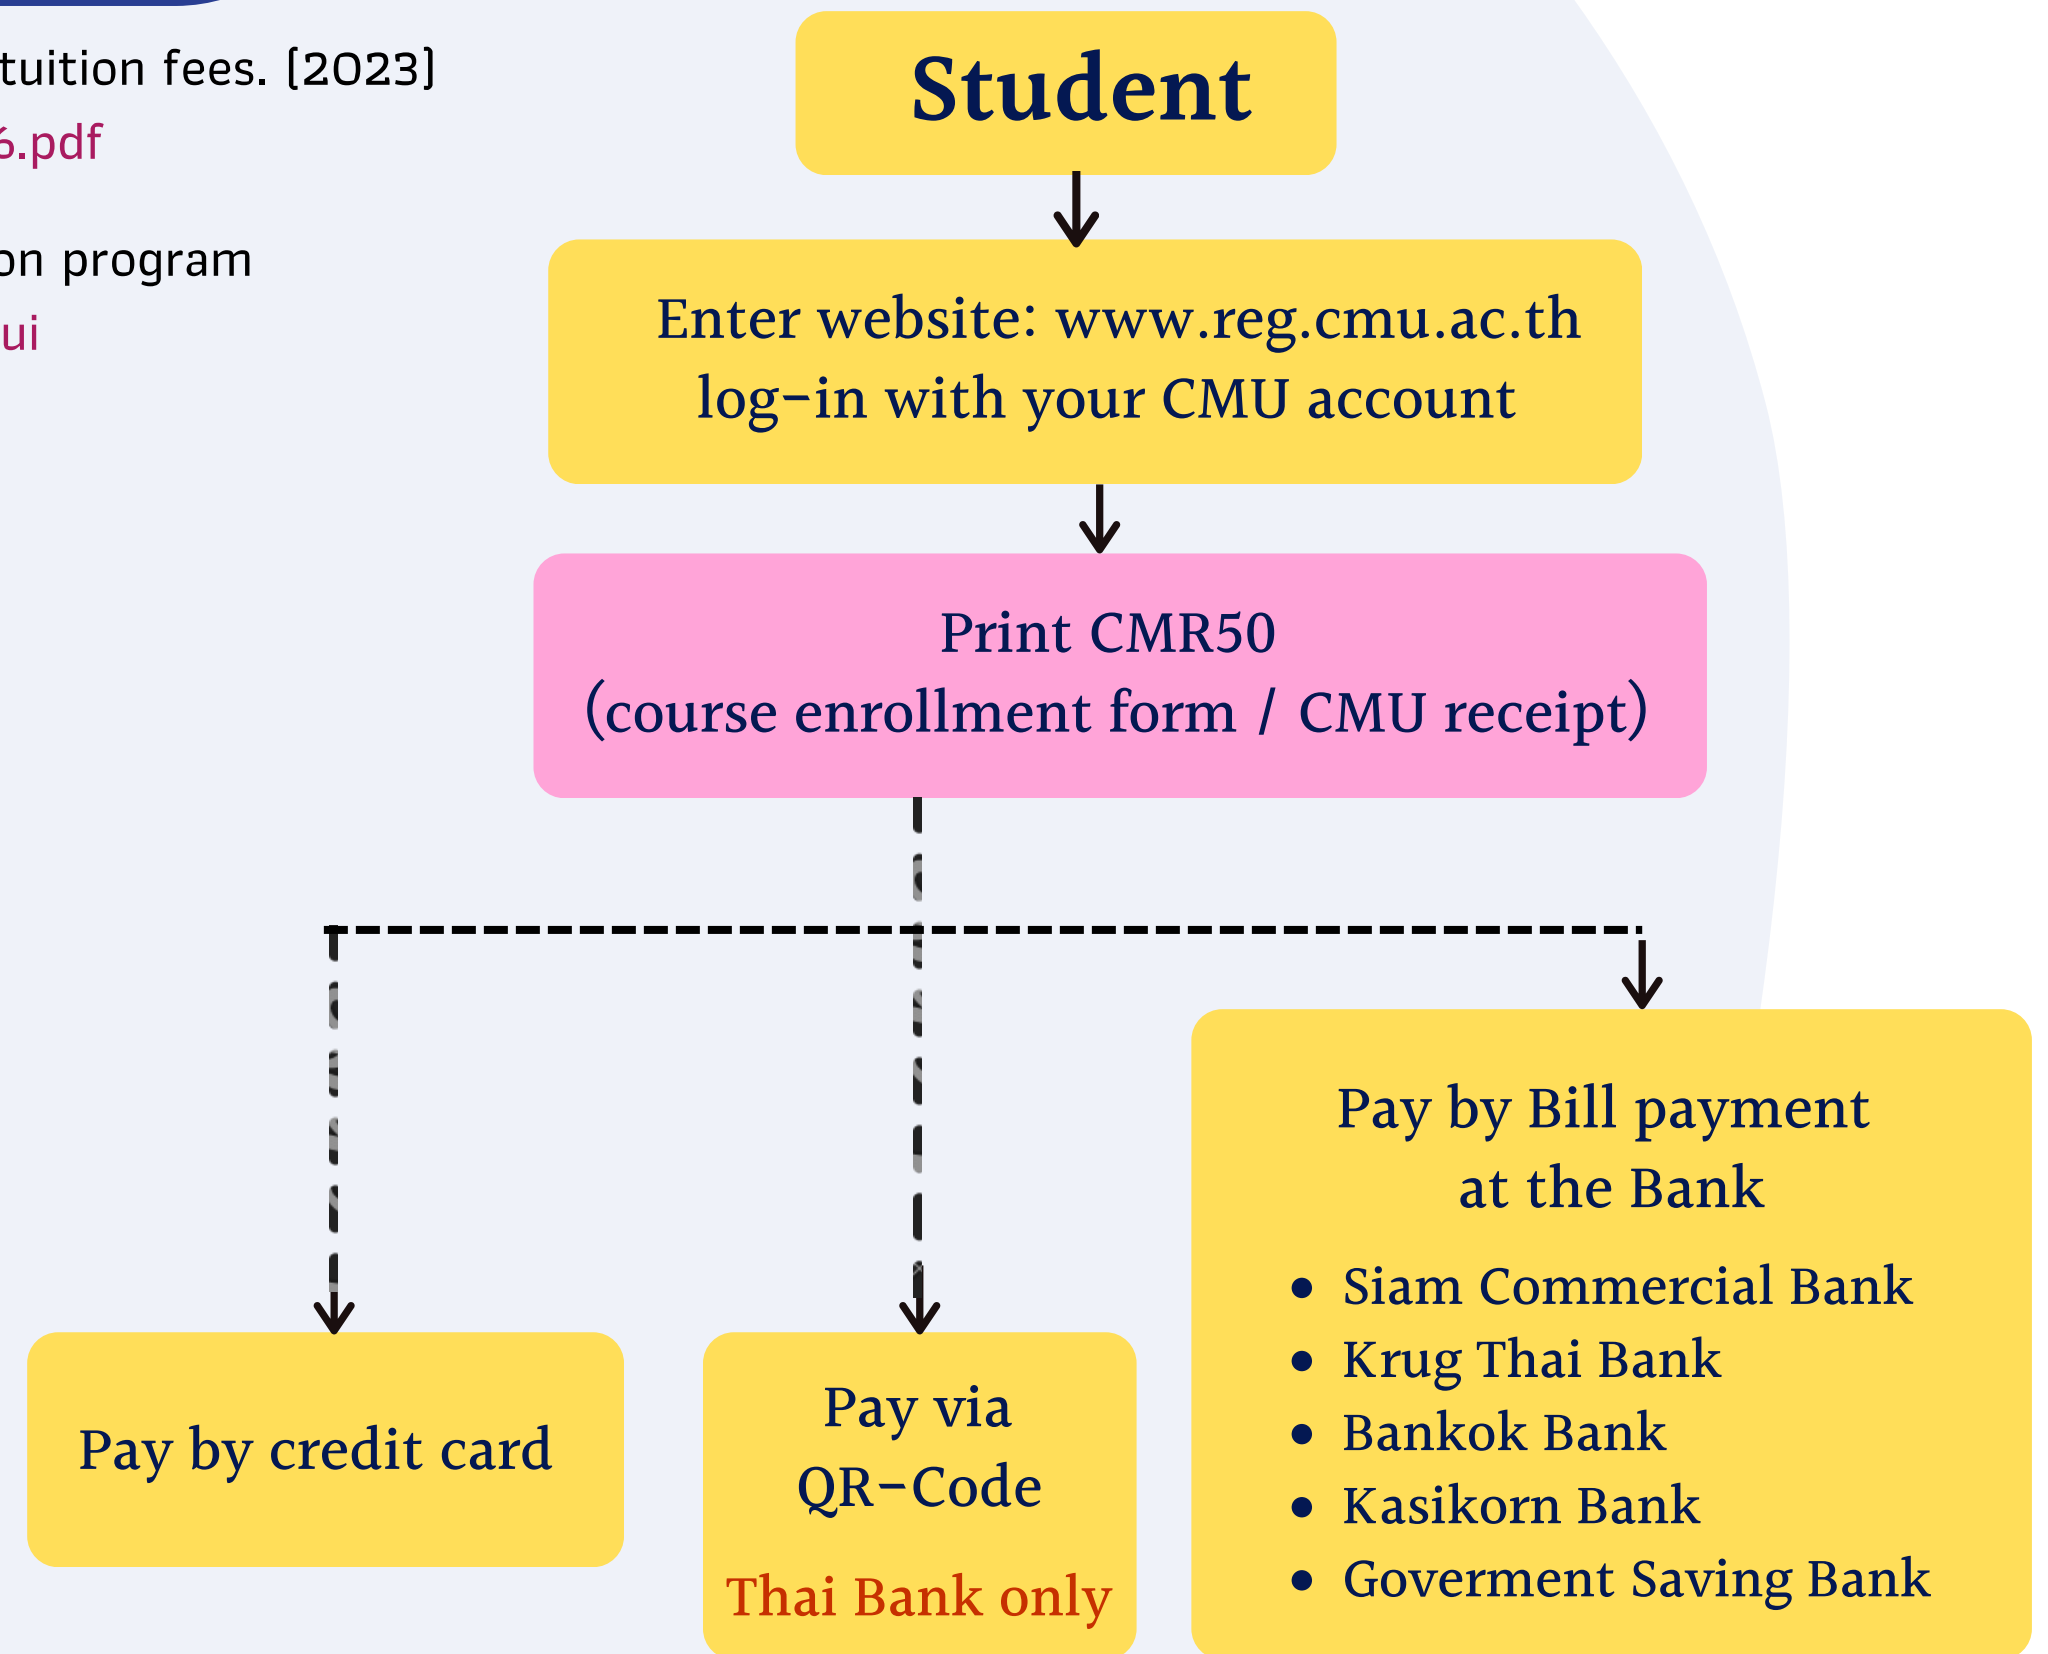 tuition fees. [2023]
6.pdf
on program
ui
Student
Enter website: www.reg.cmu.ac.th
log-in with your CMU account
Print CMR50
(course enrollment form / CMU receipt)
Pay by credit card
Pay via
QR-Code
Thai Bank only
Pay by Bill payment
at the Bank
• Siam Commercial Bank
• Krug Thai Bank
• Bankok Bank
• Kasikorn Bank
• Goverment Saving Bank